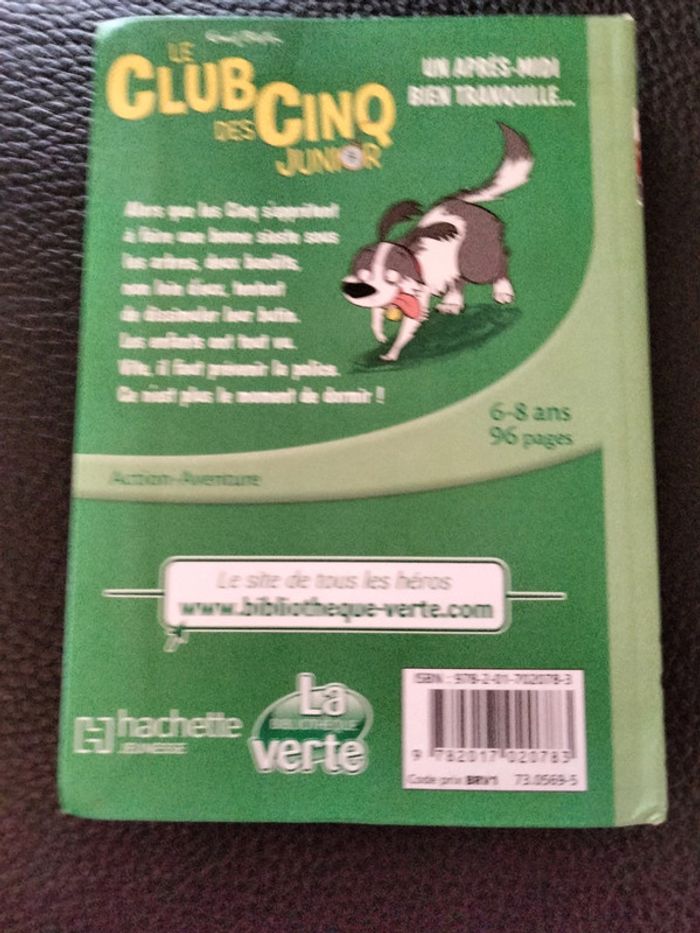 Enid Blyton
LE
CLUB
DES CINQ
JUNIOR
UN APRÈS-MIDI
BIEN TRANQUILLE...
Alors que les Cinq s'apprêtent
à faire une bonne sieste sous
les arbres, deux bandits,
non loin d'eux, tentent
de dissimuler leur butin.
Les enfants ont tout vu.
Vite, il faut prévenir la police.
Ce n'est plus le moment de dormir !
6-8 ans
96 pages
Action-Aventure
Le site de tous les héros
www.bibliotheque-verte.com
hachette
JEUNESSE
La
BIBLIOTHÈQUE
verte
ISBN : 978-2-01-702078-3
9 782017 020783
Code prix BRV1 73.0569-5